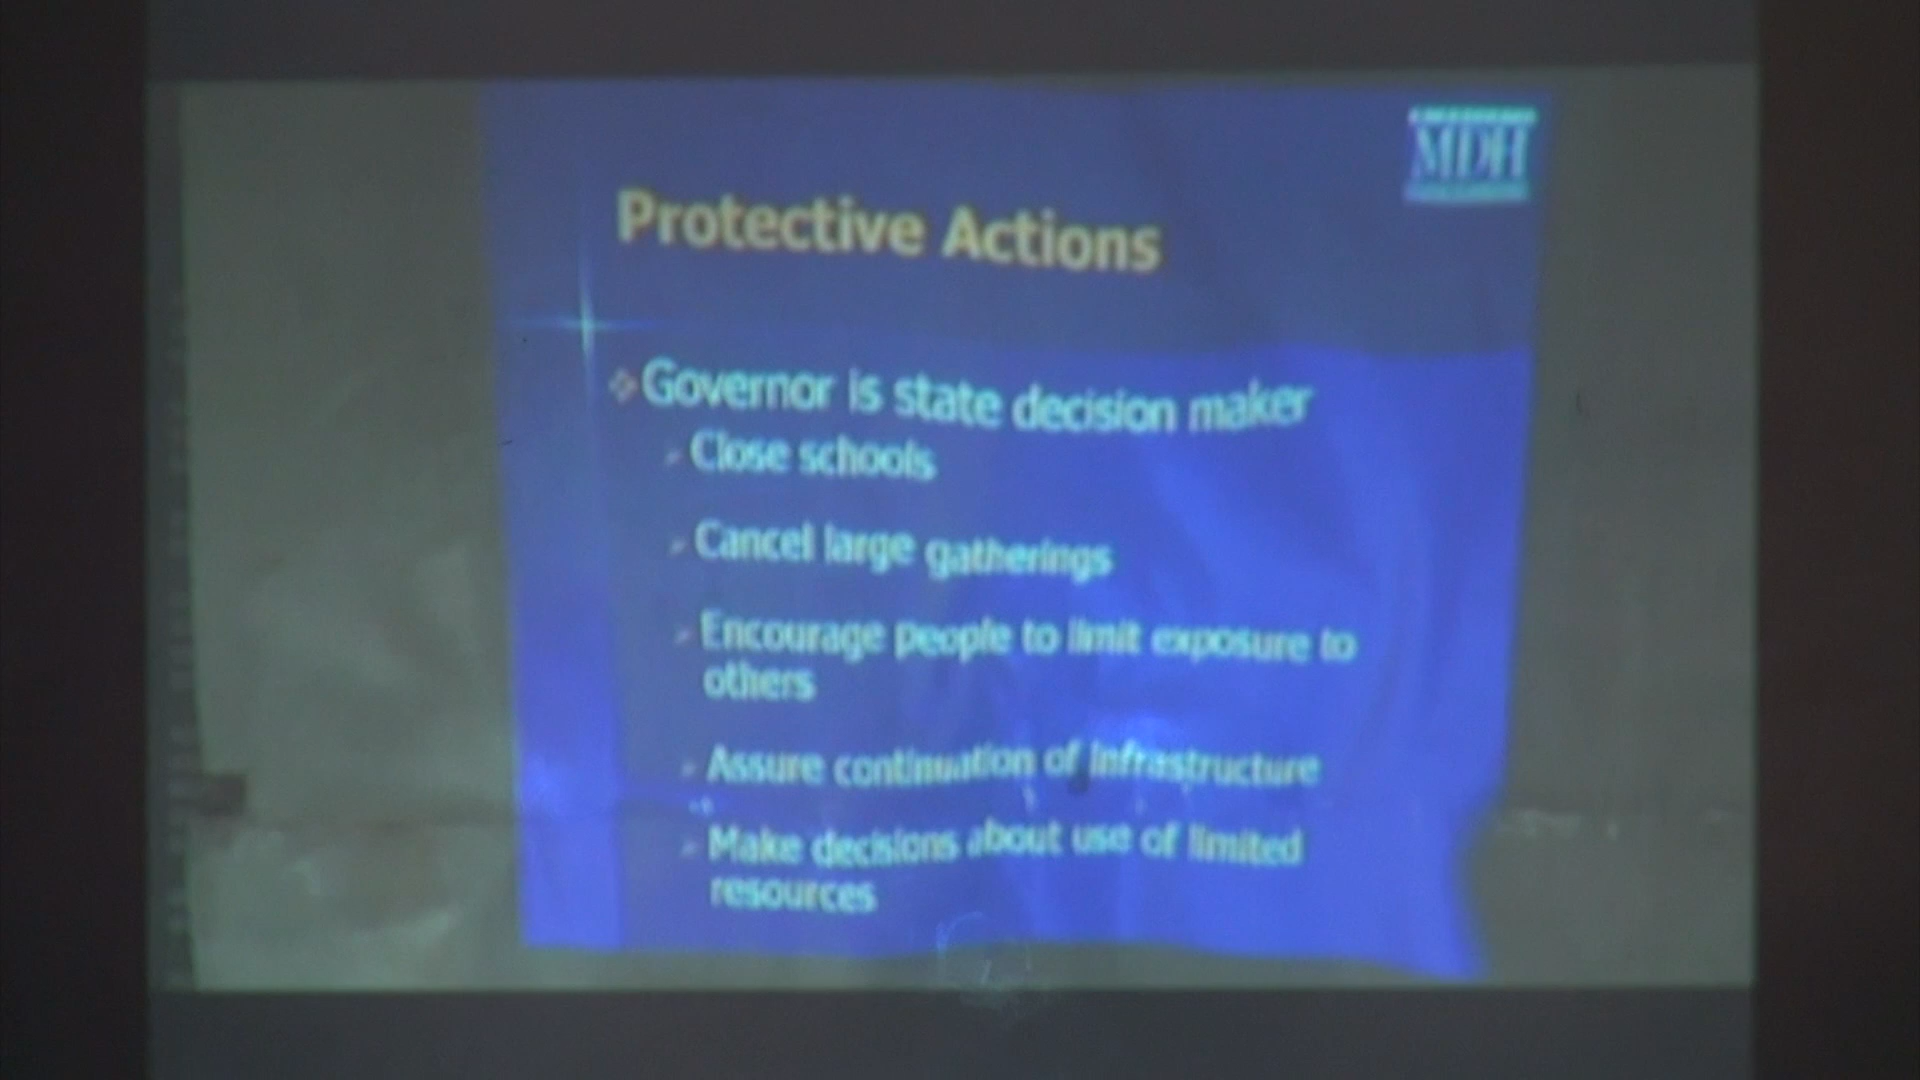 MDH
Protective Actions
Governor is state decision maker
Close schools
Cancel large gatherings
Encourage people to limit exposure to
others
Assure continuation of infrastructure
Make decisions about use of limited
resources